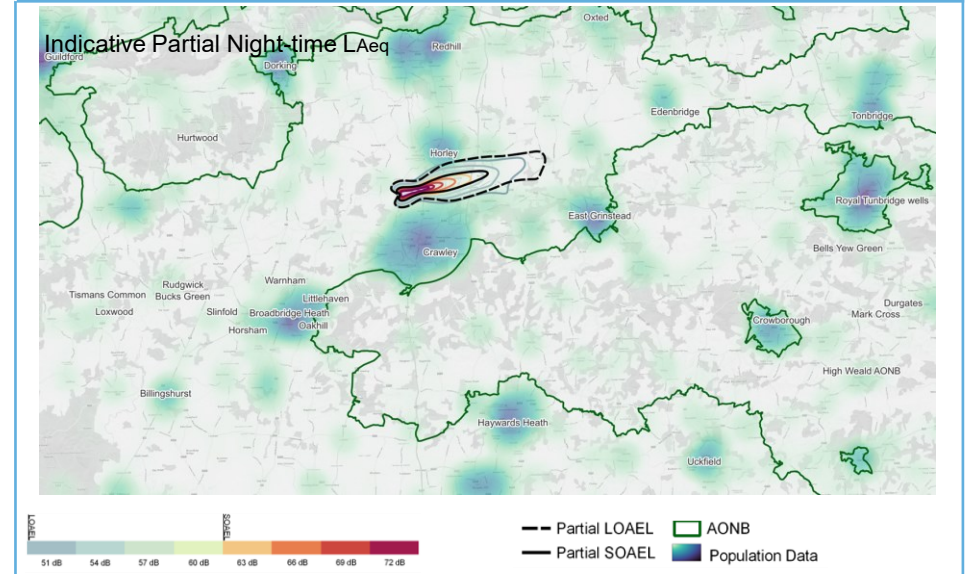 Indicative Partial Night-time LAeq
Oxted
Redhill
Guildford
Dorking
Edenbridge
Tonbridge
Hurtwood
Horley
Royal Tunbridge wells
East Grinstead
Bells Yew Green
Crawley
Warnham
Rudgwick
Tismans Common
Bucks Green
Littlehaven
Durgates
Loxwood
Slinfold
Broadbridge Heath
Mark Cross
Crowborough
Horsham
Oakhill
High Weald AONB
Billingshurst
Haywards Heath
Uckfield
LOAEL
SOAEL
51 dB 54 dB 57 dB 60 dB 63 dB 66 dB 69 dB 72 dB
Partial LOAEL
AONB
Partial SOAEL
Population Data